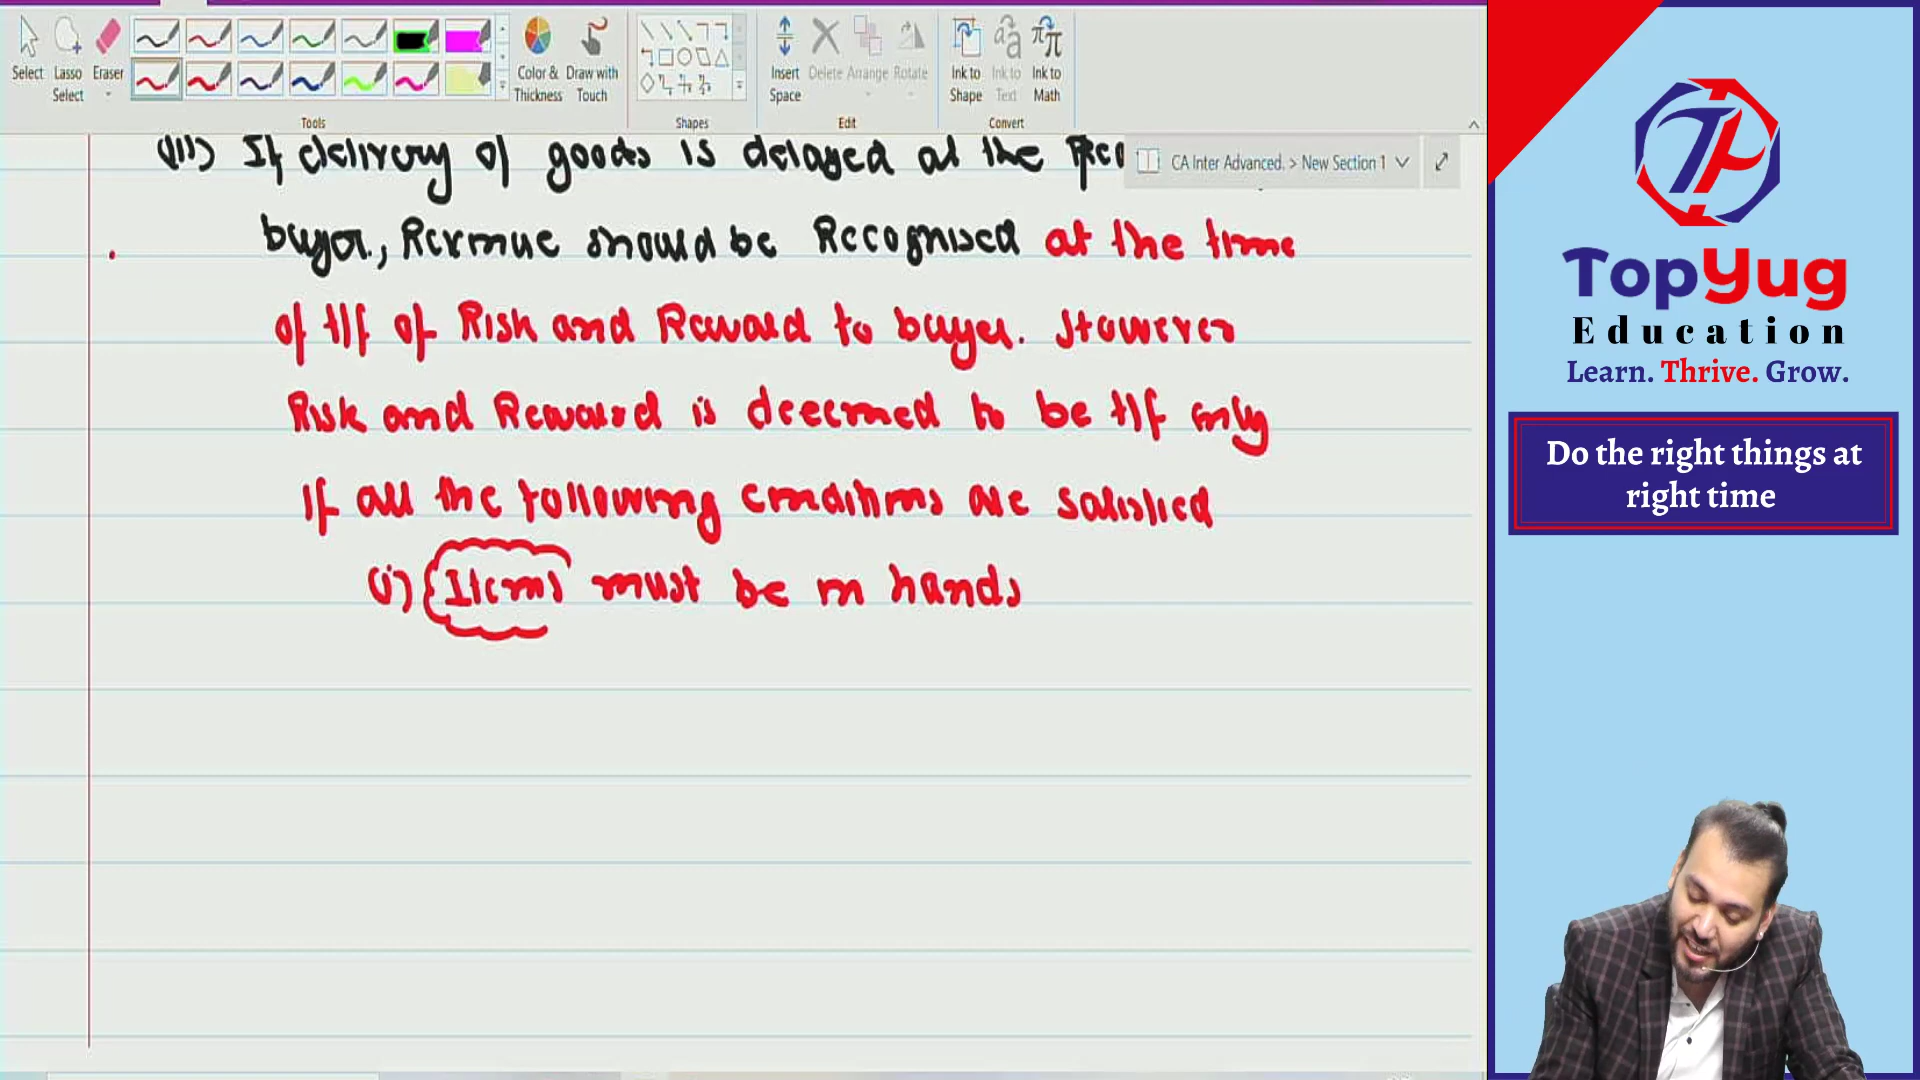 Select
Lasso Select
Eraser
Color & Thickness
Draw with Touch
Insert Space
Delete
Arrange
Rotate
Ink to Shape
Ink to Text
Ink to Math
Tools
Shapes
Edit
Convert
CA Inter Advanced. > New Section 1
(iii) If delivery of goods is delayed at the
buyer, Revenue should be Recognised at the time
of t/f of Risk and Reward to buyer. However
Risk and Reward is deemed to be t/f only
if all the following conditions are satisfied
(i) Items must be in hands
TopYug
Education
Learn. Thrive. Grow.
Do the right things at
right time